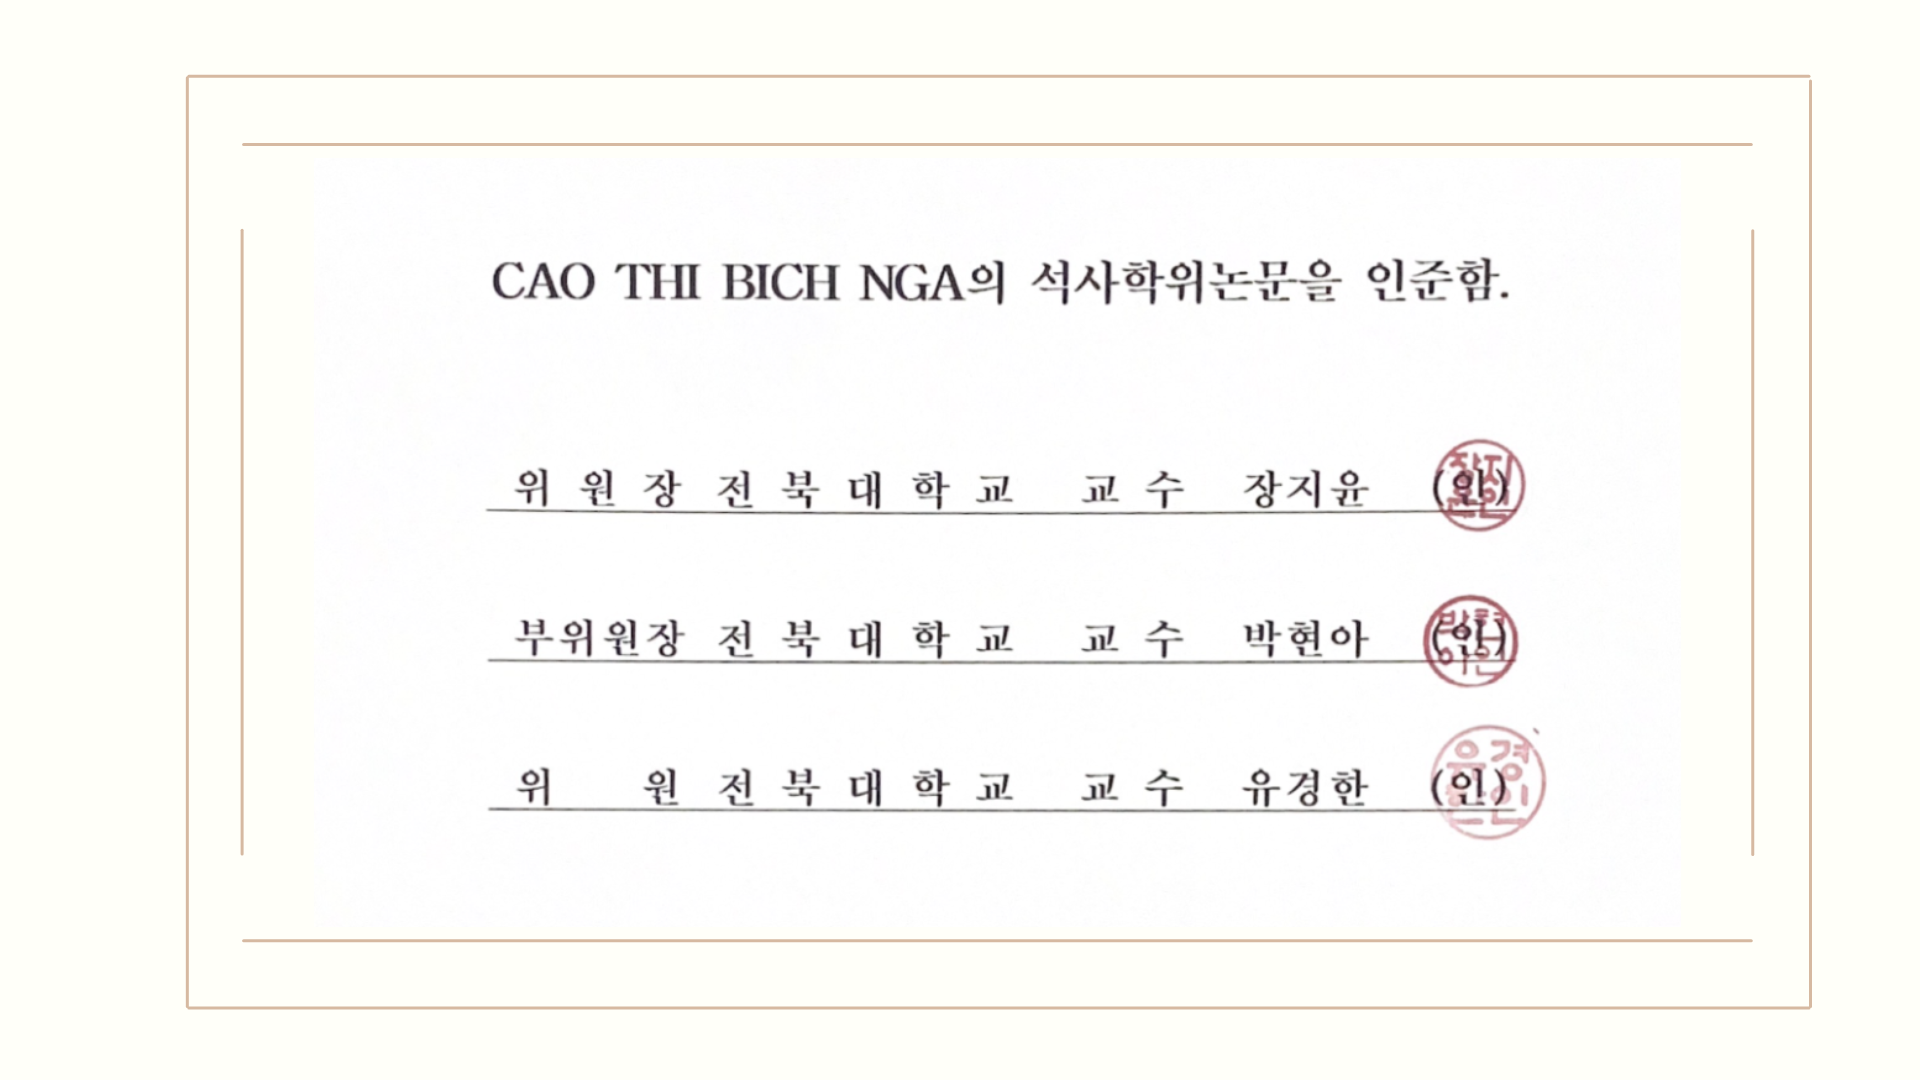 CAO THI BICH NGA의 석사학위논문을 인준함.
위 원 장 전 북 대 학 교 교 수 장지윤 (인)
부위원장 전 북 대 학 교 교 수 박현아 (인)
위 원 전 북 대 학 교 교 수 유경한 (인)